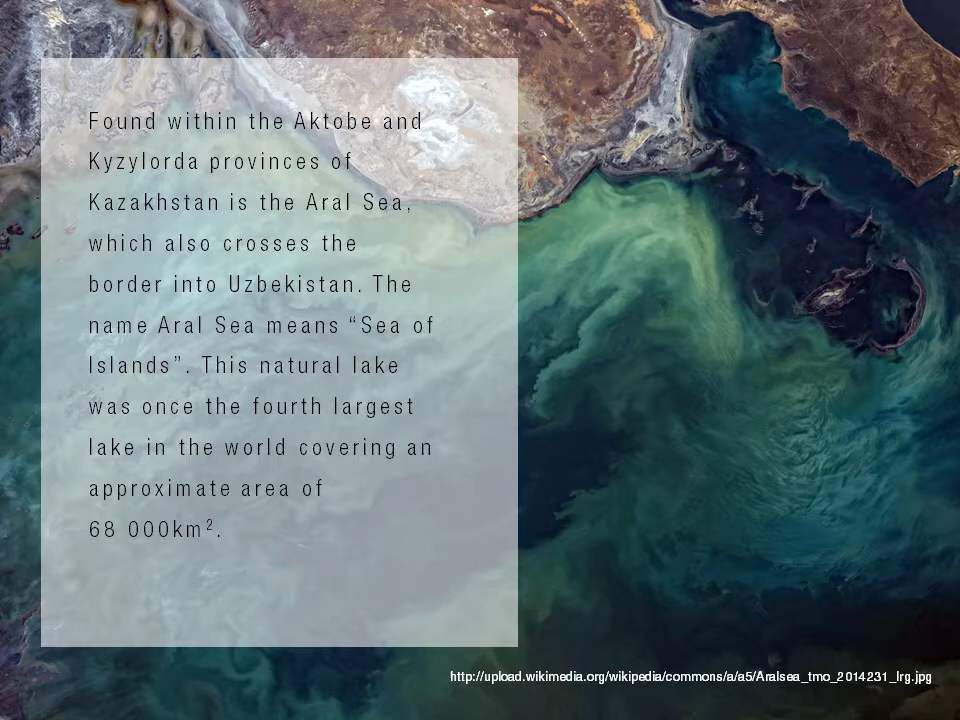 Found within the Aktobe and
Kyzylorda provinces of
Kazakhstan is the Aral Sea,
which also crosses the
border into Uzbekistan. The
name Aral Sea means “Sea of
Islands”. This natural lake
was once the fourth largest
lake in the world covering an
approximate area of
68 000km².
http://upload.wikimedia.org/wikipedia/commons/a/a5/Aralsea_tmo_2014231_lrg.jpg